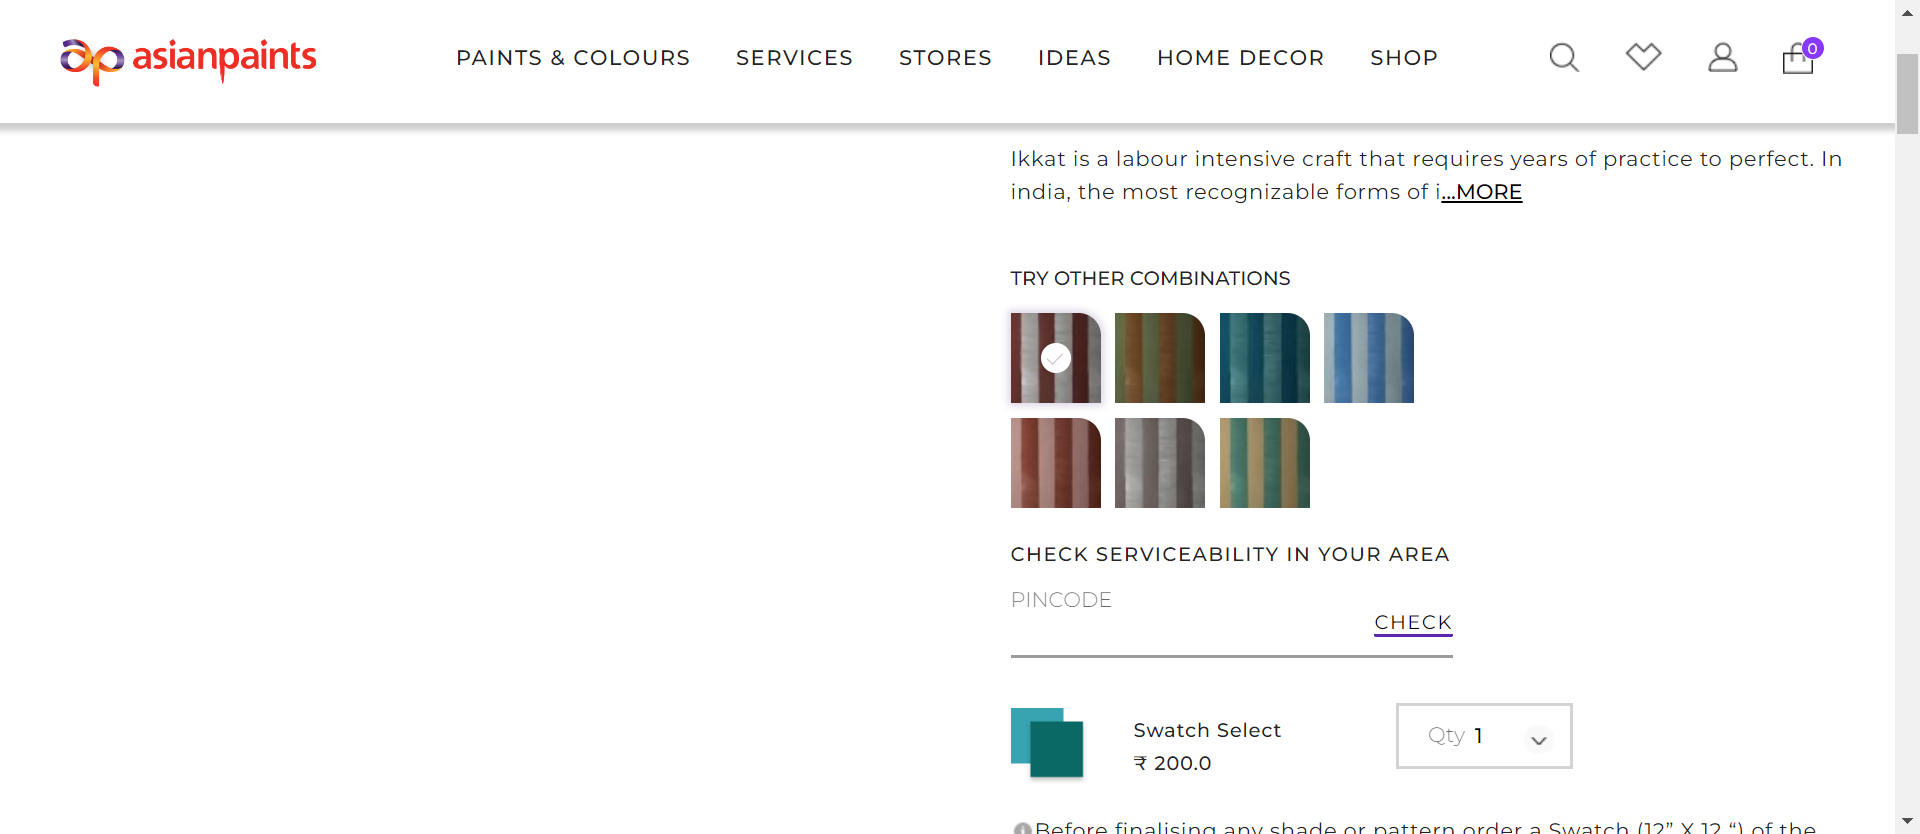 asianpaints
PAINTS & COLOURS SERVICES STORES IDEAS HOME DECOR SHOP
0
Ikkat is a labour intensive craft that requires years of practice to perfect. In
india, the most recognizable forms of i...MORE
TRY OTHER COMBINATIONS
CHECK SERVICEABILITY IN YOUR AREA
PINCODE
CHECK
Swatch Select
₹ 200.0
Qty 1
Before finalising any shade or pattern order a Swatch (12” X 12 “) of the